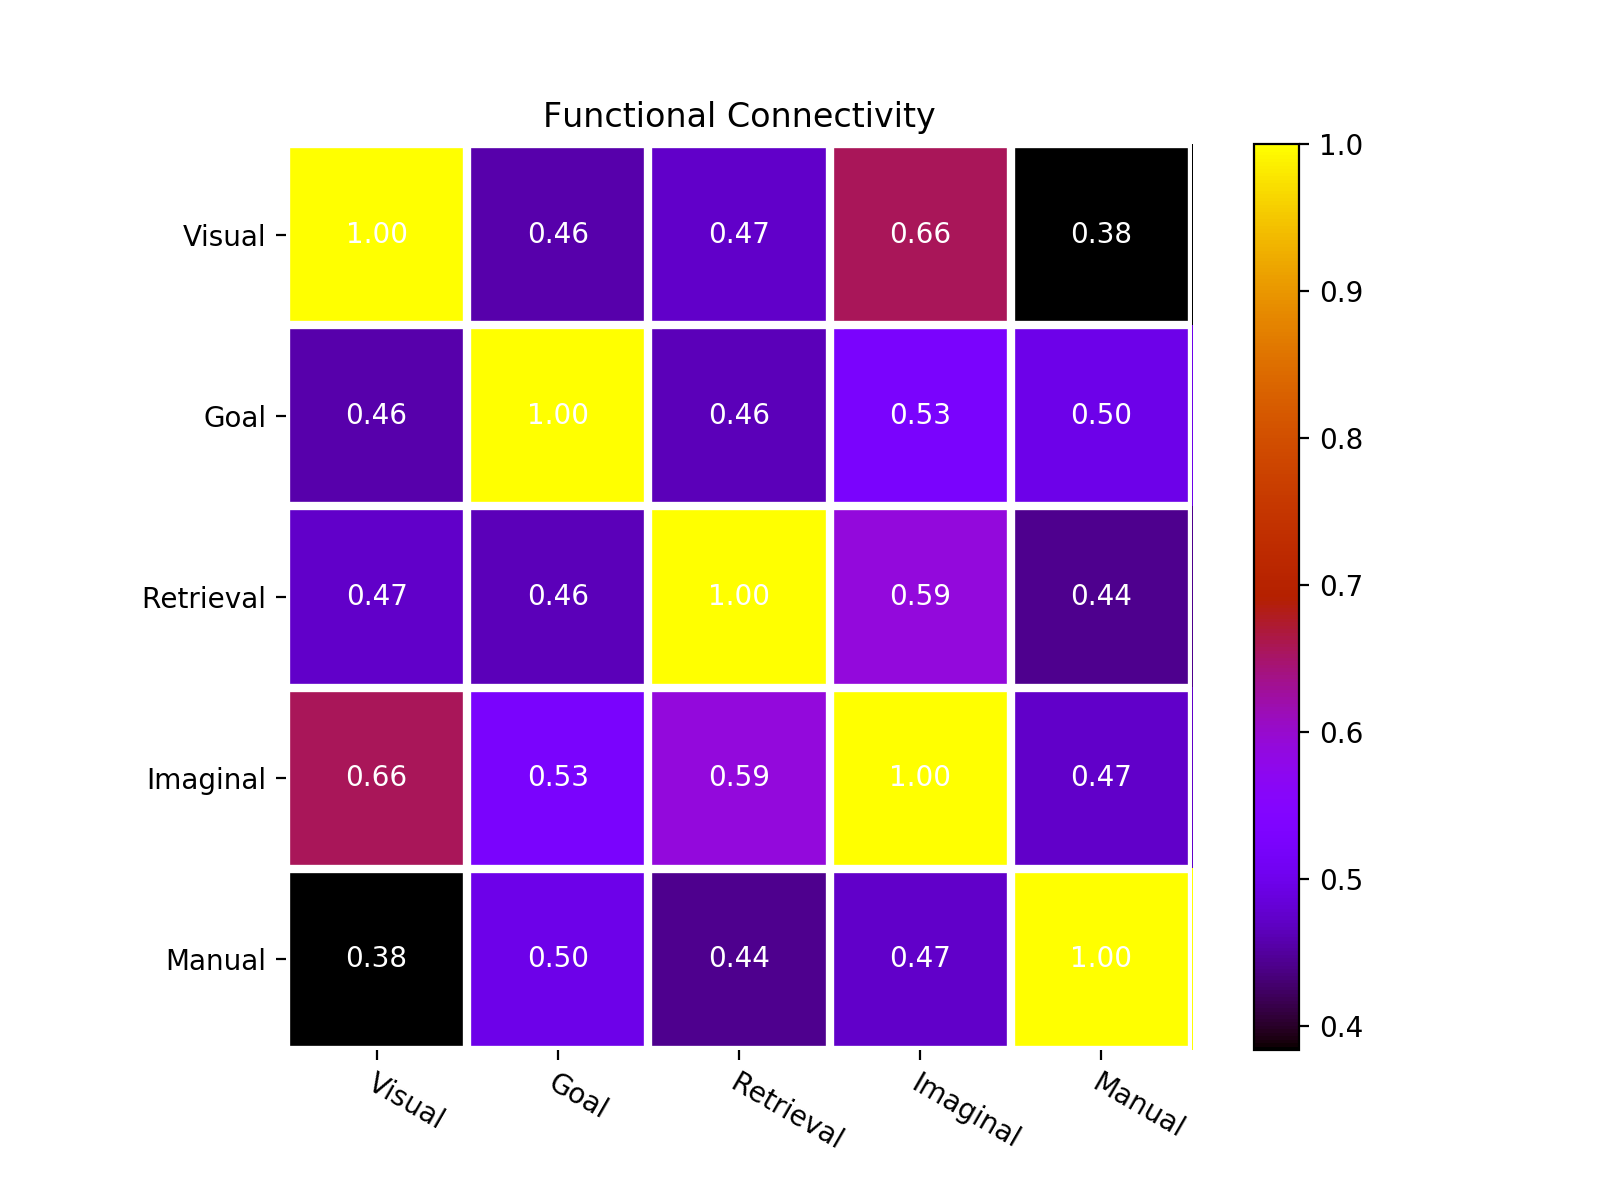 Functional Connectivity
Visual 1.00 0.46 0.47 0.66 0.38
Goal 0.46 1.00 0.46 0.53 0.50
Retrieval 0.47 0.46 1.00 0.59 0.44
Imaginal 0.66 0.53 0.59 1.00 0.47
Manual 0.38 0.50 0.44 0.47 1.00
Visual Goal Retrieval Imaginal Manual
1.0
0.9
0.8
0.7
0.6
0.5
0.4